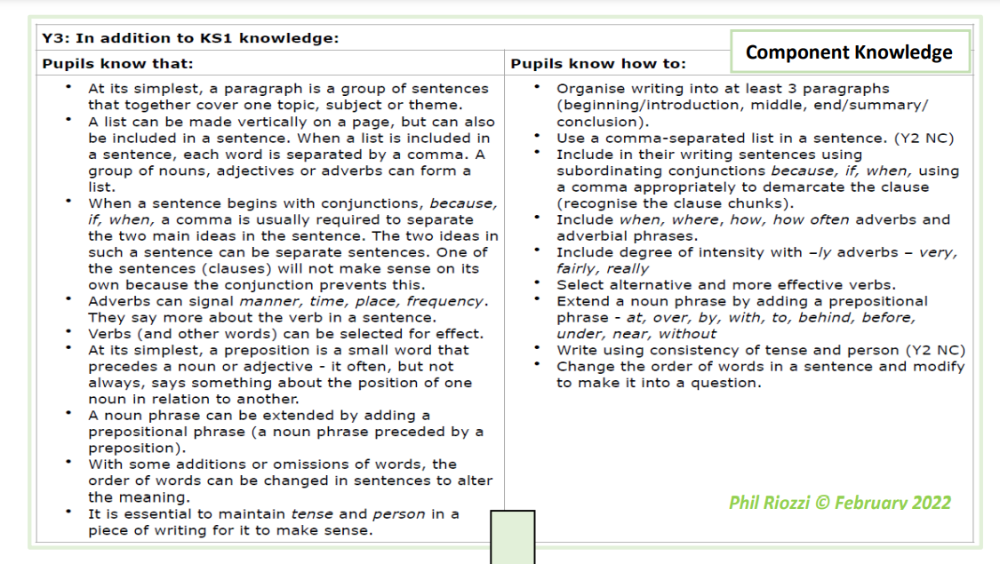 Y3: In addition to KS1 knowledge:
Component Knowledge
Pupils know that:
• At its simplest, a paragraph is a group of sentences
that together cover one topic, subject or theme.
• A list can be made vertically on a page, but can also
be included in a sentence. When a list is included in
a sentence, each word is separated by a comma. A
group of nouns, adjectives or adverbs can form a
list.
• When a sentence begins with conjunctions, because,
if, when, a comma is usually required to separate
the two main ideas in the sentence. The two ideas in
such a sentence can be separate sentences. One of
the sentences (clauses) will not make sense on its
own because the conjunction prevents this.
• Adverbs can signal manner, time, place, frequency.
They say more about the verb in a sentence.
• Verbs (and other words) can be selected for effect.
• At its simplest, a preposition is a small word that
precedes a noun or adjective - it often, but not
always, says something about the position of one
noun in relation to another.
• A noun phrase can be extended by adding a
prepositional phrase (a noun phrase preceded by a
preposition).
• With some additions or omissions of words, the
order of words can be changed in sentences to alter
the meaning.
• It is essential to maintain tense and person in a
piece of writing for it to make sense.
Pupils know how to:
• Organise writing into at least 3 paragraphs
(beginning/introduction, middle, end/summary/
conclusion).
• Use a comma-separated list in a sentence. (Y2 NC)
• Include in their writing sentences using
subordinating conjunctions because, if, when, using
a comma appropriately to demarcate the clause
(recognise the clause chunks).
• Include when, where, how, how often adverbs and
adverbial phrases.
• Include degree of intensity with –ly adverbs – very,
fairly, really
• Select alternative and more effective verbs.
• Extend a noun phrase by adding a prepositional
phrase - at, over, by, with, to, behind, before,
under, near, without
• Write using consistency of tense and person (Y2 NC)
• Change the order of words in a sentence and modify
to make it into a question.
Phil Riozzi © February 2022